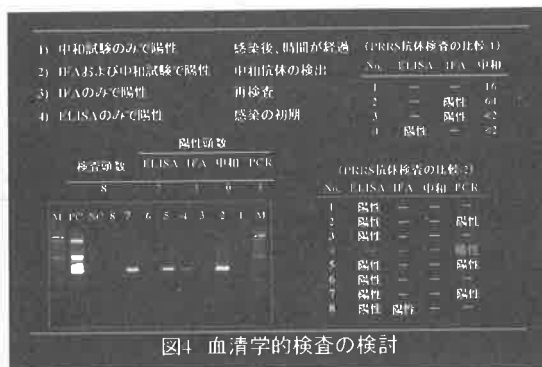 1) 中和試験のみで陽性 感染後、時間が経過
2) IFAおよび中和試験で陽性 中和抗体の検出
3) IFAのみで陽性 再検査
4) ELISAのみで陽性 感染の初期
(PRRS抗体検査の比較-1)
No. ELISA IFA 中和
1 — — 16
2 — 陽性 64
3 — 陽性 <2
陽性 — <2
陽性頭数
検査頭数 ELISA IFA 中和 PCR
8
M PC NC 8 7 6 5 4 3 2 1 M
(PRRS抗体検査の比較-2)
No. ELISA IFA 中和 PCR
1 陽性 — — —
2 陽性 — — 陽性
3 陽性 — — —
陽性
5 陽性 — — 陽性
6 陽性 — — —
7 陽性 — — 陽性
8 陽性 陽性 — —
図4 血清学的検査の検討